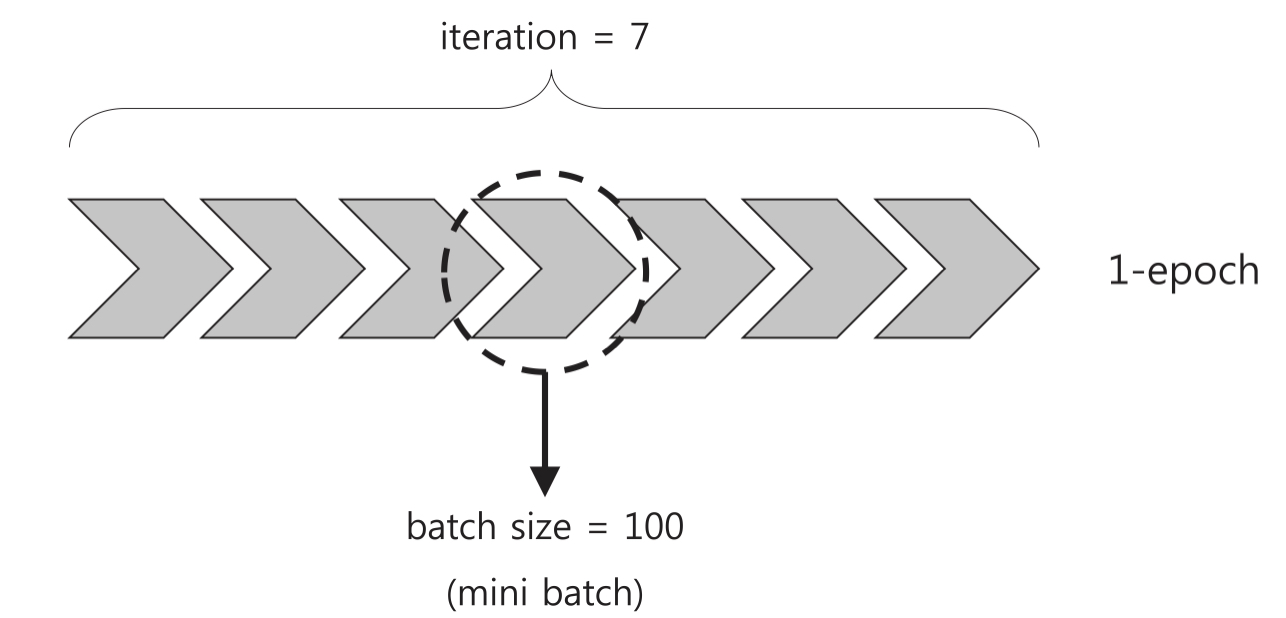 iteration = 7
1-epoch
batch size = 100
(mini batch)